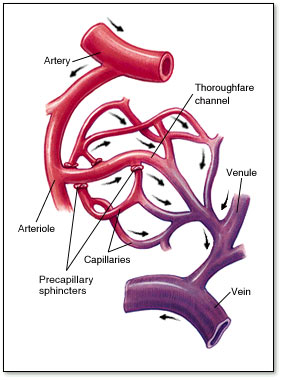 Artery
Thoroughfare
channel
Venule
Arteriole
Capillaries
Precapillary
sphincters
Vein